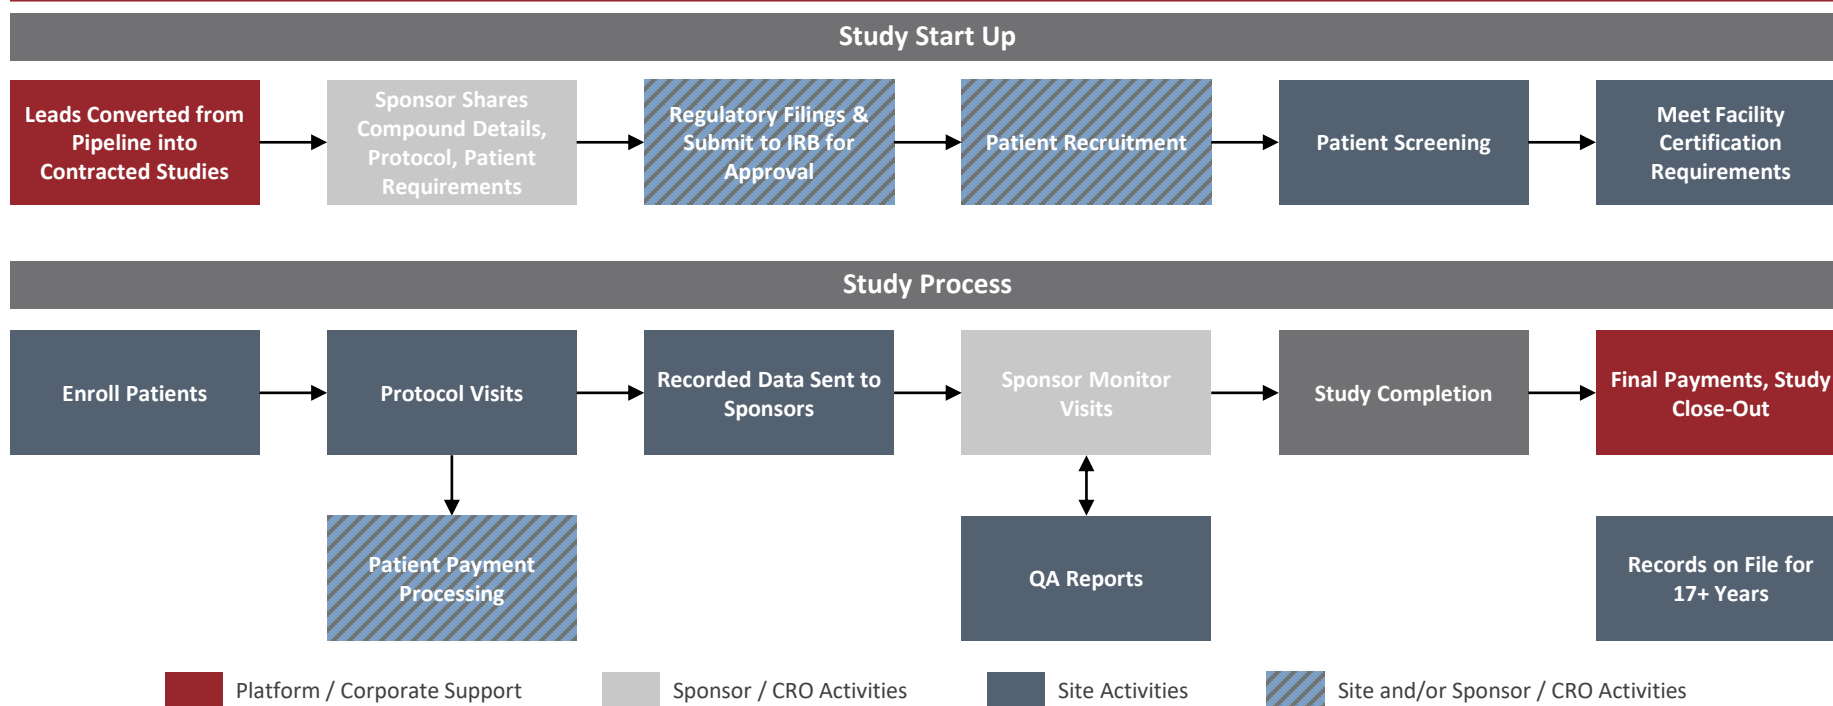 Study Start Up
Leads Converted from
Pipeline into
Contracted Studies
Sponsor Shares
Compound Details,
Protocol, Patient
Requirements
Regulatory Filings &
Submit to IRB for
Approval
Patient Recruitment
Patient Screening
Meet Facility
Certification
Requirements
Study Process
Enroll Patients
Protocol Visits
Recorded Data Sent to
Sponsors
Sponsor Monitor
Visits
Study Completion
Final Payments, Study
Close-Out
Patient Payment
Processing
QA Reports
Records on File for
17+ Years
Platform / Corporate Support
Sponsor / CRO Activities
Site Activities
Site and/or Sponsor / CRO Activities